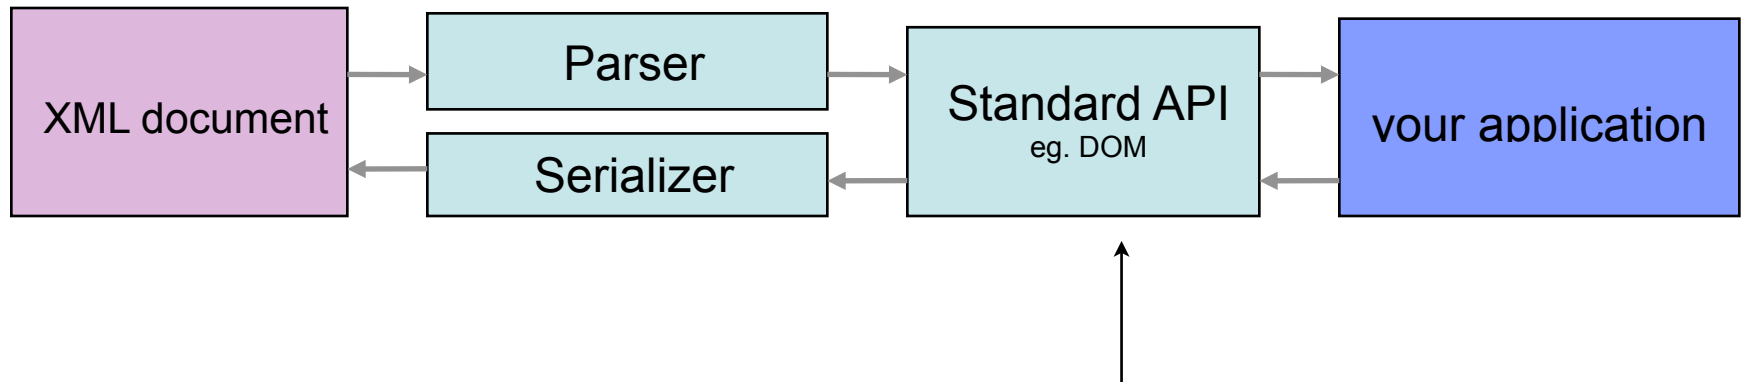 XML document
Parser
Serializer
Standard API
eg. DOM
your application